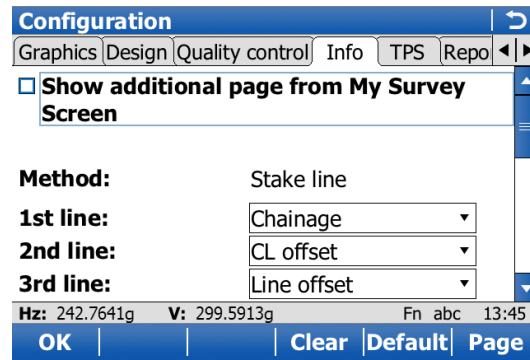 Configuration
Graphics Design Quality control Info TPS Repo
Show additional page from My Survey
Screen
Method: Stake line
1st line: Chainage
2nd line: CL offset
3rd line: Line offset
Hz: 242.7641g V: 299.5913g Fn abc 13:45
OK Clear Default Page